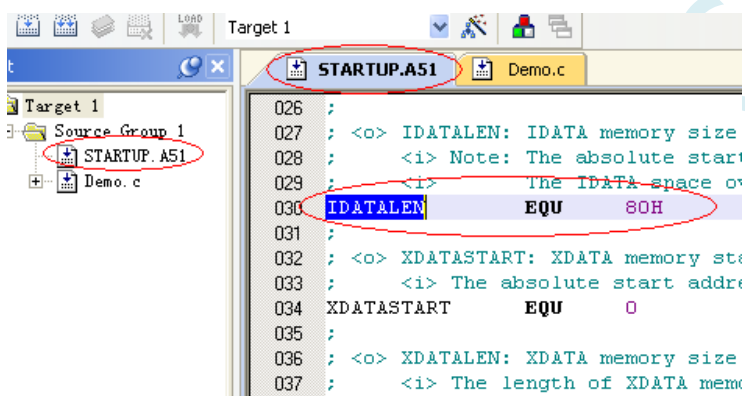 LOAD
Target 1
STARTUP.A51 Demo.c
Target 1
Source Group 1
STARTUP.A51
Demo.c
026 ;
027 ; <o> IDATALEN: IDATA memory size
028 ; <i> Note: The absolute start
029 ; <i> The IDATA space ov
030 IDATALEN EQU 80H
031 ;
032 ; <o> XDATASTART: XDATA memory sta
033 ; <i> The absolute start addre
034 XDATASTART EQU 0
035 ;
036 ; <o> XDATALEN: XDATA memory size
037 ; <i> The length of XDATA memo